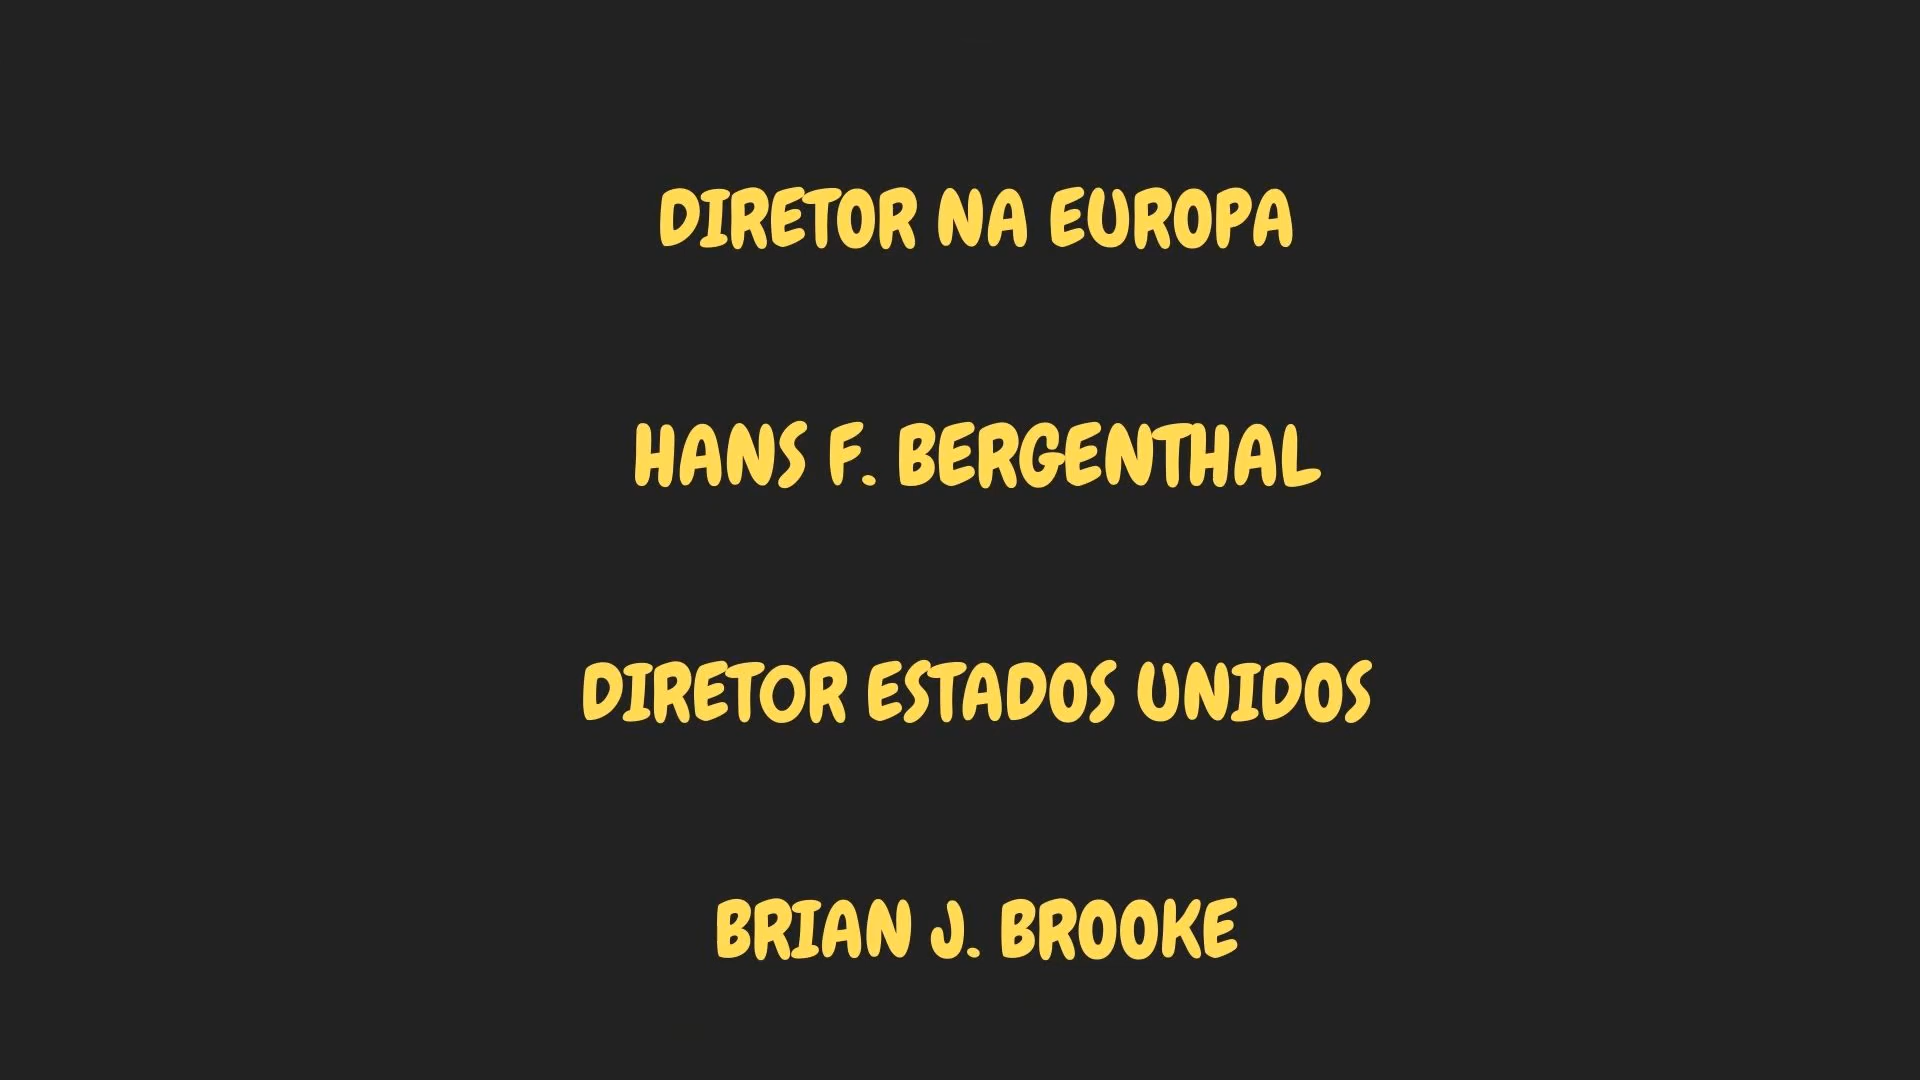 DIRETOR NA EUROPA
HANS F. BERGENTHAL
DIRETOR ESTADOS UNIDOS
BRIAN J. BROOKE